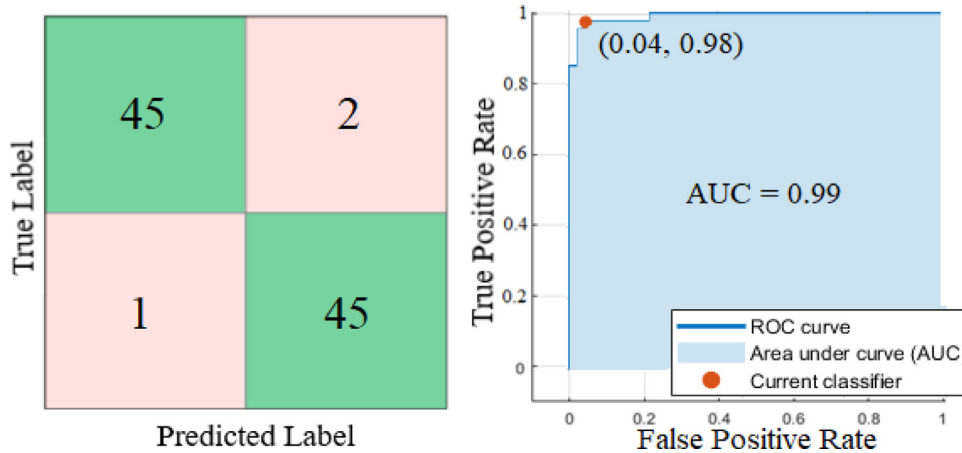 45
2
1
45
True Label
Predicted Label
1
0.8
0.6
0.4
0.2
0
(0.04, 0.98)
AUC = 0.99
ROC curve
Area under curve (AUC
Current classifier
0
0.2
0.4
0.6
0.8
1
True Positive Rate
False Positive Rate